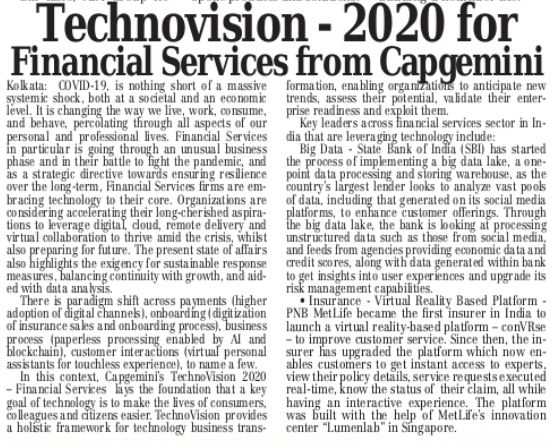 Technovision - 2020 for
Financial Services from Capgemini
Kolkata: COVID-19, is nothing short of a massive
systemic shock, both at a societal and an economic
level. It is changing the way we live, work, consume,
and behave, percolating through all aspects of our
personal and professional lives. Financial Services
in particular is going through an unusual business
phase and in their battle to fight the pandemic, and
as a strategic directive towards ensuring resilience
over the long-term, Financial Services firms are em-
bracing technology to their core. Organizations are
considering accelerating their long-cherished aspira-
tions to leverage digital, cloud, remote delivery and
virtual collaboration to thrive amid the crisis, whilst
also preparing for future. The present state of affairs
also highlights the exigency for sustainable response
measures, balancing continuity with growth, and aid-
ed with data analysis.
There is paradigm shift across payments (higher
adoption of digital channels), onboarding (digitization
of insurance sales and onboarding process), business
process (paperless processing enabled by AI and
blockchain), customer interactions (virtual personal
assistants for touchless experience), to name a few.
In this context, Capgemini's TechnoVision 2020
– Financial Services lays the foundation that a key
goal of technology is to make the lives of consumers,
colleagues and citizens easier. TechnoVision provides
a holistic framework for technology business trans-
formation, enabling organizations to anticipate new
trends, assess their potential, validate their enter-
prise readiness and exploit them.
Key leaders across financial services sector in In-
dia that are leveraging technology include:
Big Data - State Bank of India (SBI) has started
the process of implementing a big data lake, a one-
point data processing and storing warehouse, as the
country's largest lender looks to analyze vast pools
of data, including that generated on its social media
platforms, to enhance customer offerings. Through
the big data lake, the bank is looking at processing
unstructured data such as those from social media,
and feeds from agencies providing economic data and
credit scores, along with data generated within bank
to get insights into user experiences and upgrade its
risk management capabilities.
• Insurance - Virtual Reality Based Platform -
PNB MetLife became the first insurer in India to
launch a virtual reality-based platform – conVRse
– to improve customer service. Since then, the in-
surer has upgraded the platform which now en-
ables customers to get instant access to experts,
view their policy details, service requests executed
real-time, know the status of their claim, all while
having an interactive experience. The platform
was built with the help of MetLife's innovation
center "Lumenlab" in Singapore.